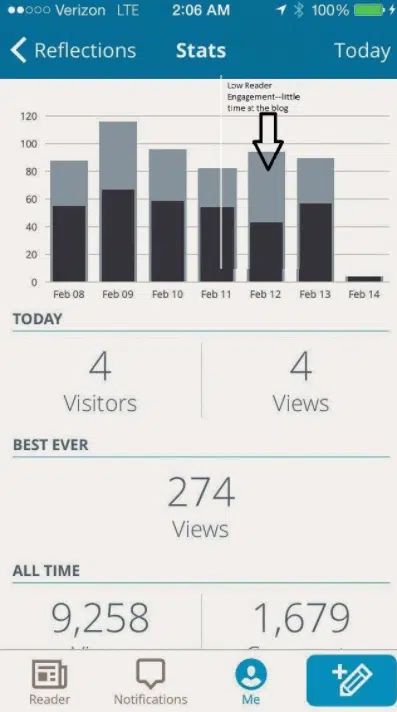 Verizon LTE 2:06 AM 100%
Reflections Stats Today
Low Reader
Engagement--little
time at the blog
120
100
80
60
40
20
0
Feb 08 Feb 09 Feb 10 Feb 11 Feb 12 Feb 13 Feb 14
TODAY
4 4
Visitors Views
BEST EVER
274
Views
ALL TIME
9,258 1,679
Reader Notifications Me